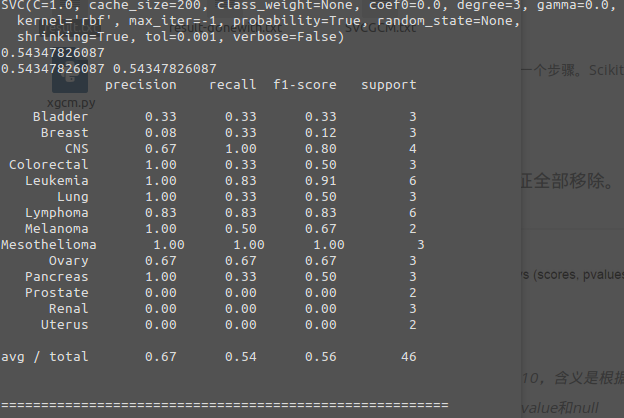 SVC(C=1.0, cache_size=200, class_weight=None, coef0=0.0, degree=3, gamma=0.0,
kernel='rbf', max_iter=-1, probability=True, random_state=None,
shrinking=True, tol=0.001, verbose=False)
SVCGCM.txt
0.54347826087
0.54347826087 0.54347826087
一个步骤。Scikit
xgcm.py
precision recall f1-score support
Bladder 0.33 0.33 0.33 3
Breast 0.08 0.33 0.12 3
CNS 0.67 1.00 0.80 4
Colorectal 1.00 0.33 0.50 3
Leukemia 1.00 0.83 0.91 6
证全部移除。
Lung 1.00 0.33 0.50 3
Lymphoma 0.83 0.83 0.83 6
Melanoma 1.00 0.50 0.67 2
Mesothelioma 1.00 1.00 1.00 3
Ovary 0.67 0.67 0.67 3
(scores, pvalues
Pancreas 1.00 0.33 0.50 3
Prostate 0.00 0.00 0.00 2
Renal 0.00 0.00 0.00 3
Uterus 0.00 0.00 0.00 2
avg / total 0.67 0.54 0.56 46
10，含义是根据
value和null
==========================================================